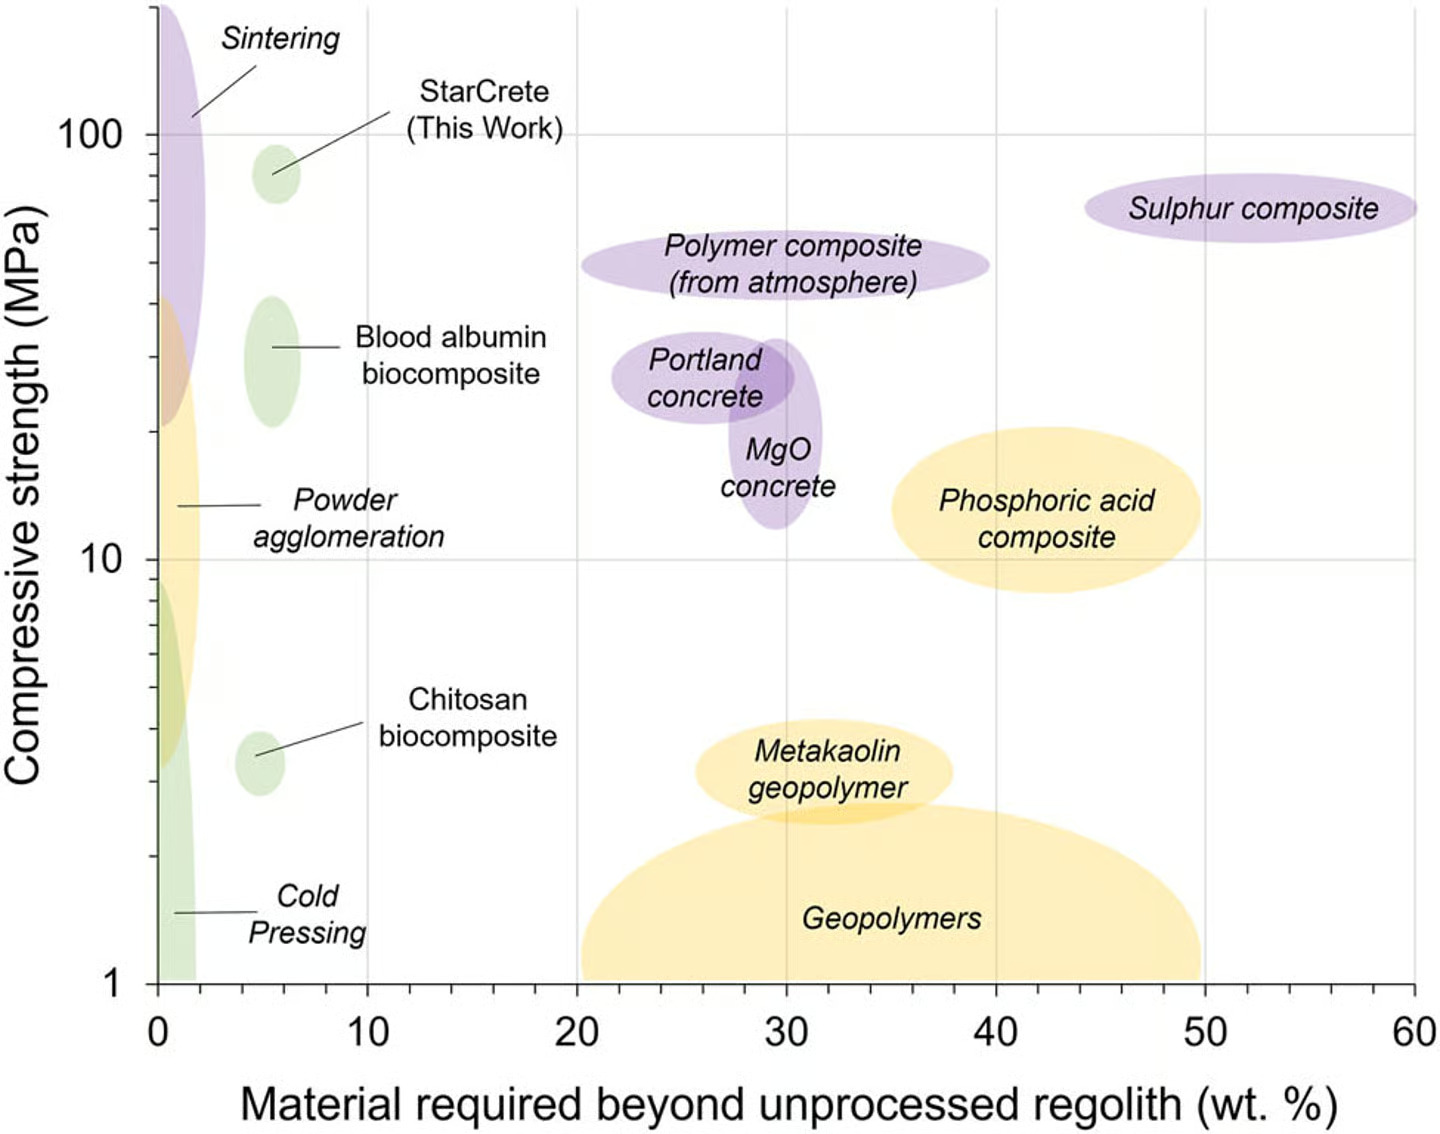 Compressive strength (MPa)
100
10
1
Sintering
StarCrete
(This Work)
Sulphur composite
Polymer composite
(from atmosphere)
Blood albumin
biocomposite
Portland
concrete
MgO
concrete
Powder
agglomeration
Phosphoric acid
composite
Chitosan
biocomposite
Metakaolin
geopolymer
Cold
Pressing
Geopolymers
0 10 20 30 40 50 60
Material required beyond unprocessed regolith (wt. %)